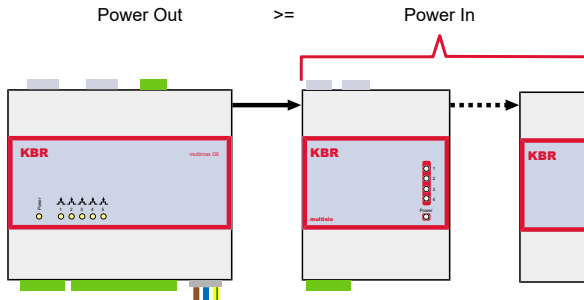 Power Out >= Power In
KBR
multimax D6
Power
1 2 3 4 5
KBR
1
2
3
4
Power
multisio
KBR